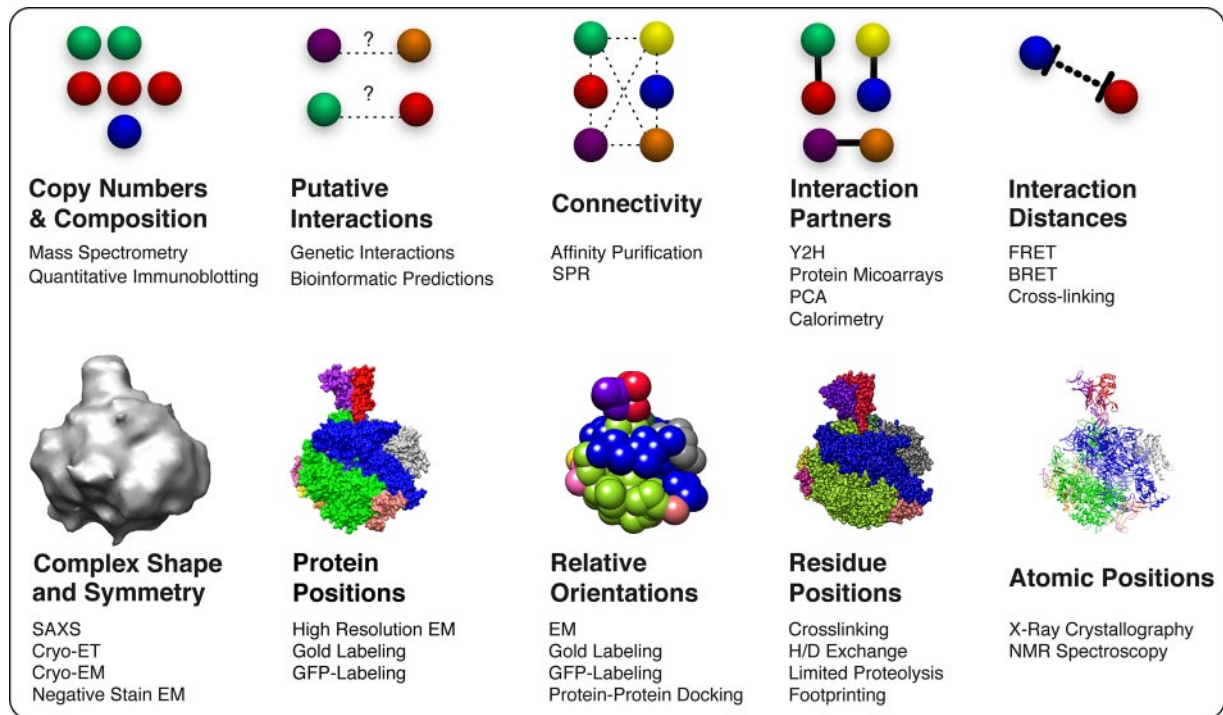 ?
?
Copy Numbers
& Composition
Mass Spectrometry
Quantitative Immunoblotting
Putative
Interactions
Genetic Interactions
Bioinformatic Predictions
Connectivity
Affinity Purification
SPR
Interaction
Partners
Y2H
Protein Micoarrays
PCA
Calorimetry
Interaction
Distances
FRET
BRET
Cross-linking
Complex Shape
and Symmetry
SAXS
Cryo-ET
Cryo-EM
Negative Stain EM
Protein
Positions
High Resolution EM
Gold Labeling
GFP-Labeling
Relative
Orientations
EM
Gold Labeling
GFP-Labeling
Protein-Protein Docking
Residue
Positions
Crosslinking
H/D Exchange
Limited Proteolysis
Footprinting
Atomic Positions
X-Ray Crystallography
NMR Spectroscopy